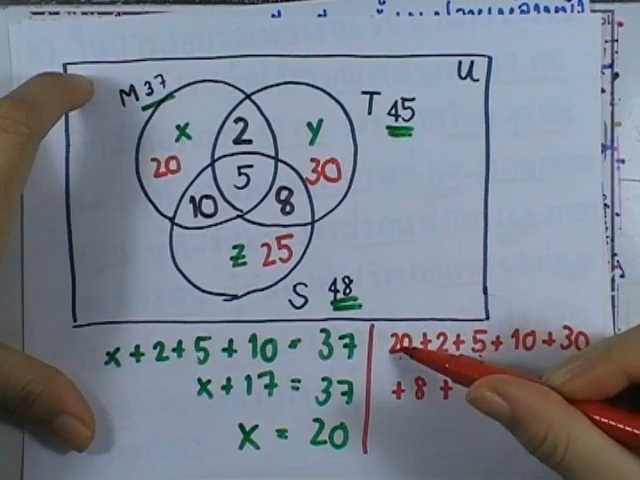 U
M 37
T 45
x 2 y
20 5 30
10 8
z 25
S 48
x + 2 + 5 + 10 = 37
x + 17 = 37
x = 20
20 + 2 + 5 + 10 + 30
+ 8 +